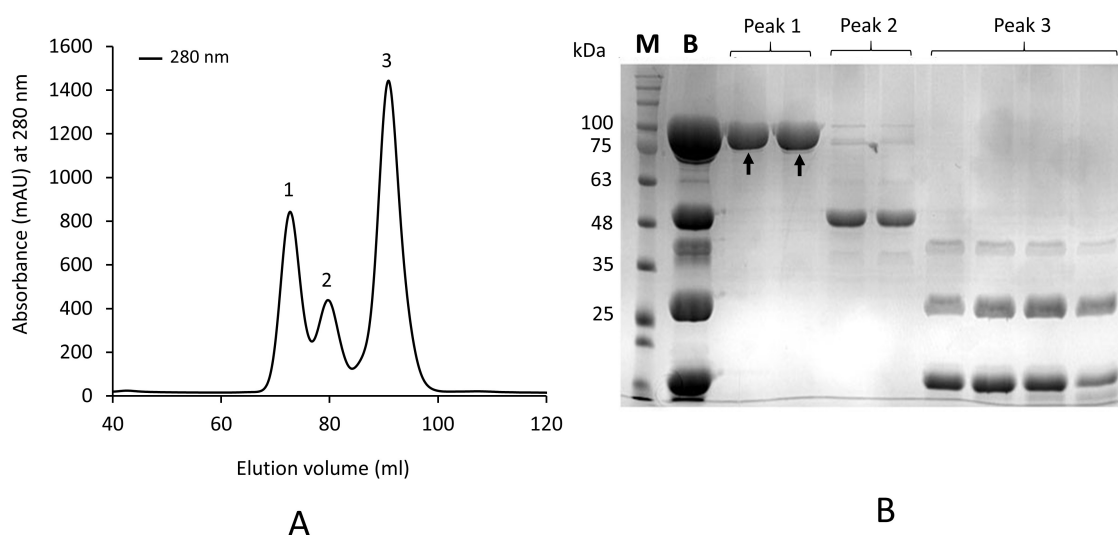 1600
1400
1200
1000
800
600
400
200
0
Absorbance (mAU) at 280 nm
280 nm
1
2
3
40
60
80
100
120
Elution volume (ml)
A
kDa
M
B
Peak 1
Peak 2
Peak 3
100
75
63
48
35
25
B